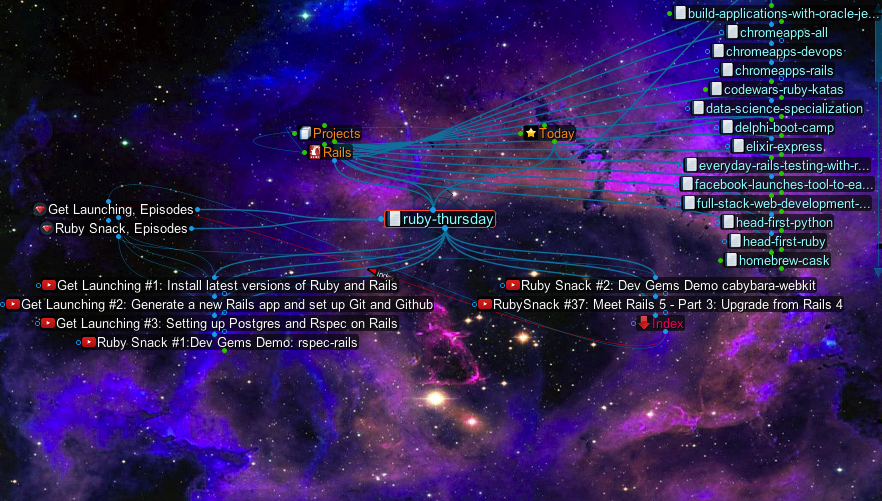 build-applications-with-oracle-je...
chromeapps-all
chromeapps-devops
chromeapps-rails
codewars-ruby-katas
data-science-specialization
delphi-boot-camp
elixir-express
everyday-rails-testing-with-r...
facebook-launches-tool-to-ea...
full-stack-web-development-...
head-first-python
head-first-ruby
homebrew-cask
Projects
Rails
Today
ruby-thursday
Get Launching, Episodes
Ruby Snack, Episodes
Get Launching #1: Install latest versions of Ruby and Rails
Get Launching #2: Generate a new Rails app and set up Git and Github
Get Launching #3: Setting up Postgres and Rspec on Rails
Ruby Snack #1:Dev Gems Demo: rspec-rails
Ruby Snack #2: Dev Gems Demo cabybara-webkit
RubySnack #37: Meet Rails 5 - Part 3: Upgrade from Rails 4
Index